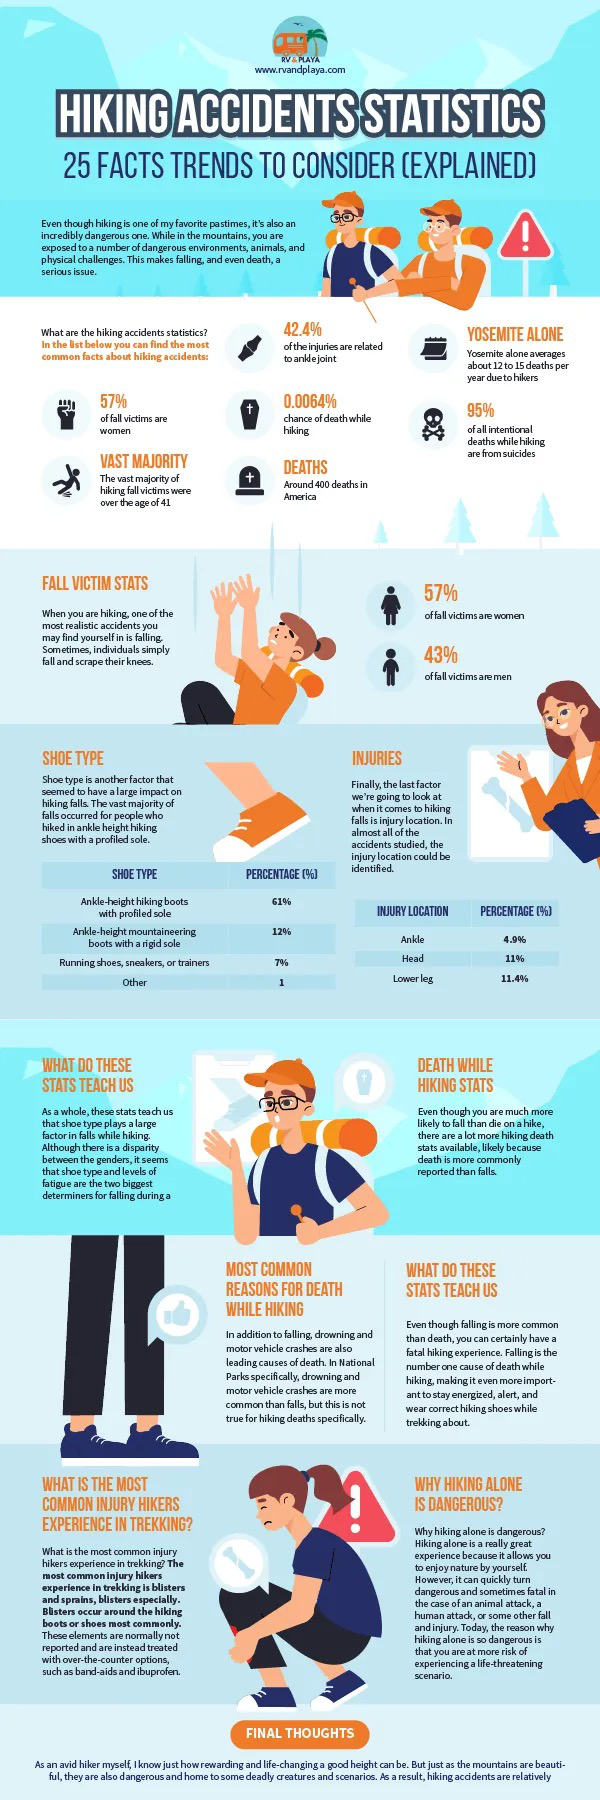 RV & PLAYA
www.rvandplaya.com
HIKING ACCIDENTS STATISTICS
25 FACTS TRENDS TO CONSIDER (EXPLAINED)
Even though hiking is one of my favorite pastimes, it's also an
incredibly dangerous one. While in the mountains, you are
exposed to a number of dangerous environments, animals, and
physical challenges. This makes falling, and even death, a
serious issue.
What are the hiking accidents statistics?
In the list below you can find the most
common facts about hiking accidents:
57%
of fall victims are
women
VAST MAJORITY
The vast majority of
hiking fall victims were
over the age of 41
42.4%
of the injuries are related
to ankle joint
0.0064%
chance of death while
hiking
DEATHS
Around 400 deaths in
America
YOSEMITE ALONE
Yosemite alone averages
about 12 to 15 deaths per
year due to hikers
95%
of all intentional
deaths while hiking
are from suicides
FALL VICTIM STATS
When you are hiking, one of the
most realistic accidents you
may find yourself in is falling.
Sometimes, individuals simply
fall and scrape their knees.
57%
of fall victims are women
43%
of fall victims are men
SHOE TYPE
Shoe type is another factor that
seemed to have a large impact on
hiking falls. The vast majority of
falls occurred for people who
hiked in ankle height hiking
shoes with a profiled sole.
SHOE TYPE PERCENTAGE (%)
Ankle-height hiking boots
with profiled sole 61%
Ankle-height mountaineering
boots with a rigid sole 12%
Running shoes, sneakers, or trainers 7%
Other 1
INJURIES
Finally, the last factor
we're going to look at
when it comes to hiking
falls is injury location. In
almost all of the
accidents studied, the
injury location could be
identified.
INJURY LOCATION PERCENTAGE (%)
Ankle 4.9%
Head 11%
Lower leg 11.4%
WHAT DO THESE
STATS TEACH US
As a whole, these stats teach us
that shoe type plays a large
factor in falls while hiking.
Although there is a disparity
between the genders, it seems
that shoe type and levels of
fatigue are the two biggest
determiners for falling during a
DEATH WHILE
HIKING STATS
Even though you are much more
likely to fall than die on a hike,
there are a lot more hiking death
stats available, likely because
death is more commonly
reported than falls.
MOST COMMON
REASONS FOR DEATH
WHILE HIKING
In addition to falling, drowning and
motor vehicle crashes are also
leading causes of death. In National
Parks specifically, drowning and
motor vehicle crashes are more
common than falls, but this is not
true for hiking deaths specifically.
WHAT DO THESE
STATS TEACH US
Even though falling is more common
than death, you can certainly have a
fatal hiking experience. Falling is the
number one cause of death while
hiking, making it even more import-
ant to stay energized, alert, and
wear correct hiking shoes while
trekking about.
WHAT IS THE MOST
COMMON INJURY HIKERS
EXPERIENCE IN TREKKING?
What is the most common injury
hikers experience in trekking? The
most common injury hikers
experience in trekking is blisters
and sprains, blisters especially.
Blisters occur around the hiking
boots or shoes most commonly.
These elements are normally not
reported and are instead treated
with over-the-counter options,
such as band-aids and ibuprofen.
WHY HIKING ALONE
IS DANGEROUS?
Why hiking alone is dangerous?
Hiking alone is a really great
experience because it allows you
to enjoy nature by yourself.
However, it can quickly turn
dangerous and sometimes fatal in
the case of an animal attack, a
human attack, or some other fall
and injury. Today, the reason why
hiking alone is so dangerous is
that you are at more risk of
experiencing a life-threatening
scenario.
FINAL THOUGHTS
As an avid hiker myself, I know just how rewarding and life-changing a good height can be. But just as the mountains are beauti-
ful, they are also dangerous and home to some deadly creatures and scenarios. As a result, hiking accidents are relatively